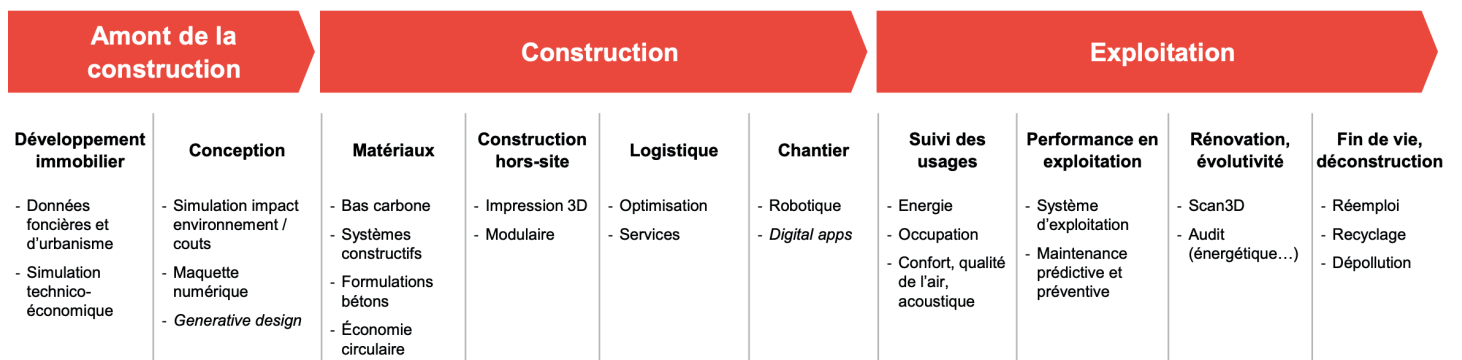 Amont de la
construction
Construction
Exploitation
Développement
immobilier
- Données
foncières et
d'urbanisme
- Simulation
technico-
économique
Conception
- Simulation impact
environnement /
couts
- Maquette
numérique
- Generative design
Matériaux
- Bas carbone
- Systèmes
constructifs
- Formulations
bétons
- Économie
circulaire
Construction
hors-site
- Impression 3D
- Modulaire
Logistique
- Optimisation
- Services
Chantier
- Robotique
- Digital apps
Suivi des
usages
- Energie
- Occupation
- Confort, qualité
de l'air,
acoustique
Performance en
exploitation
- Système
d'exploitation
- Maintenance
prédictive et
préventive
Rénovation,
évolutivité
- Scan3D
- Audit
(énergétique…)
Fin de vie,
déconstruction
- Réemploi
- Recyclage
- Dépollution